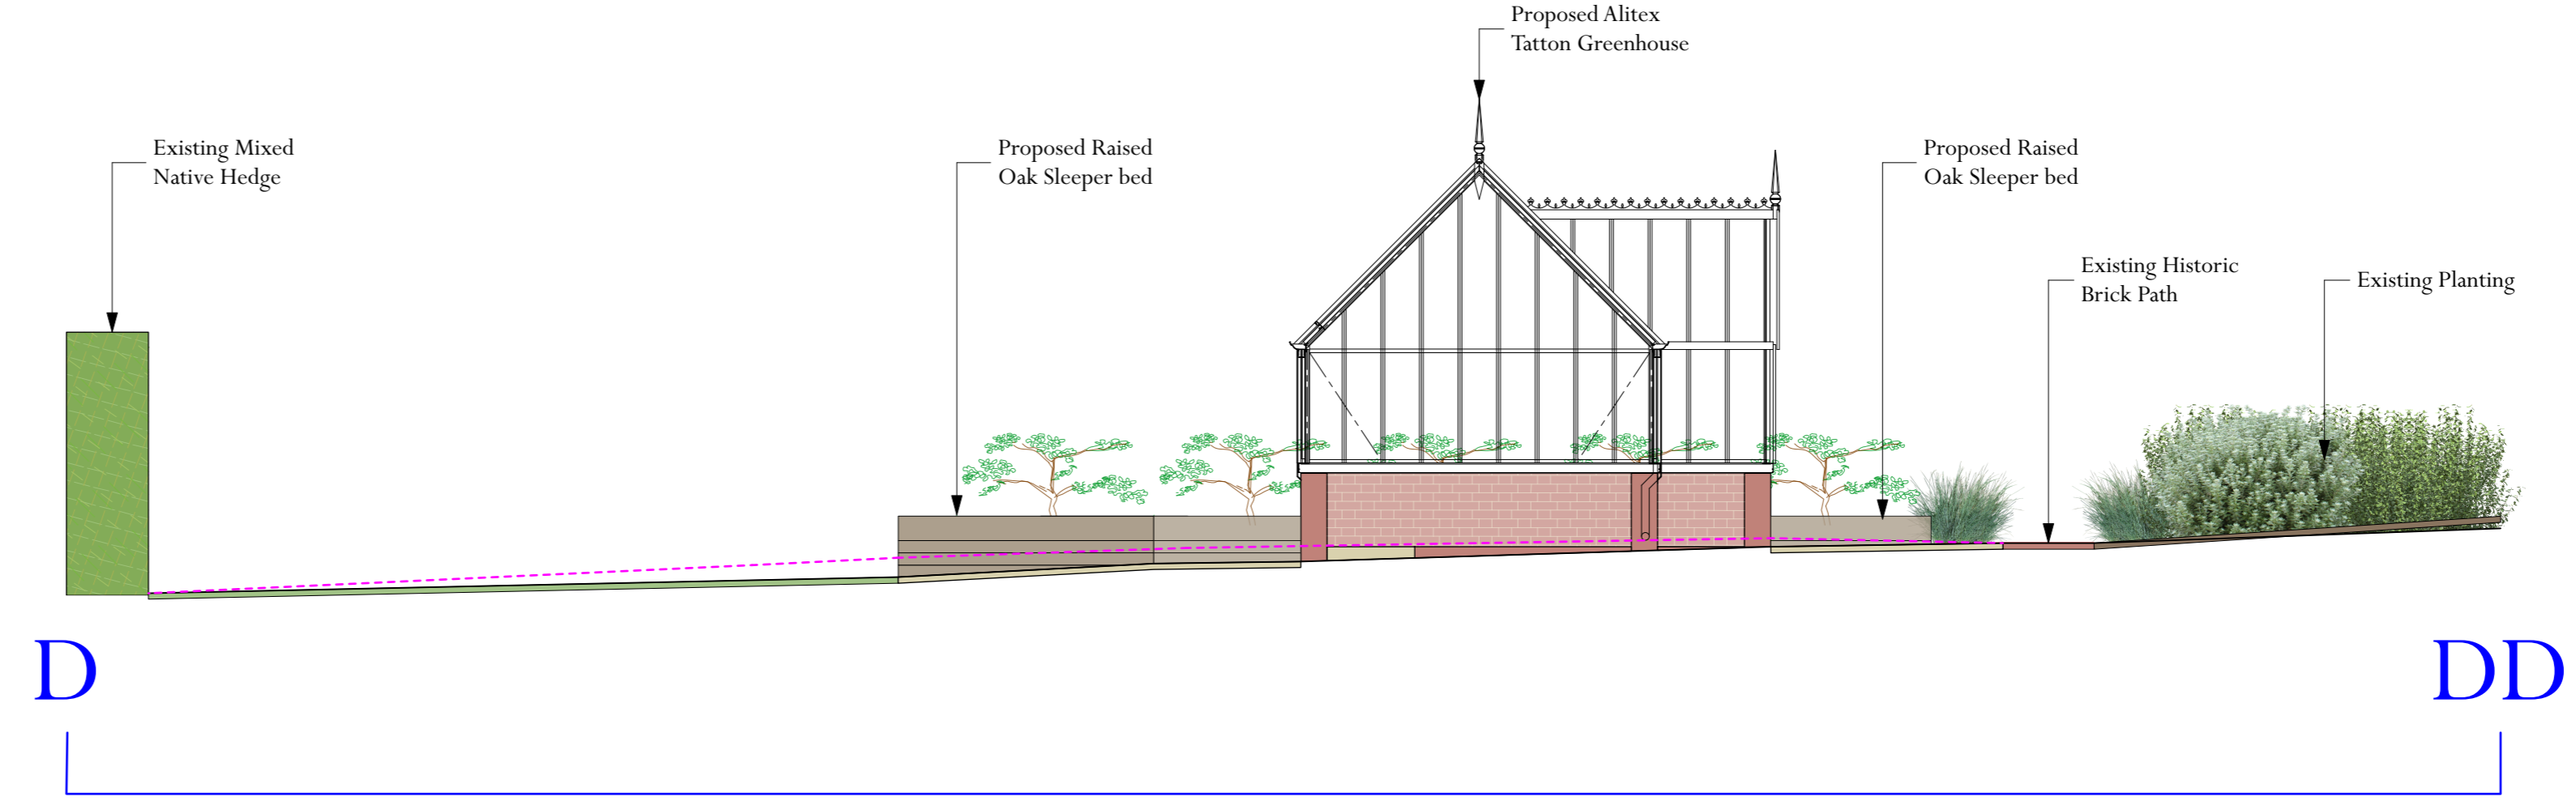 Proposed Alitex
Tatton Greenhouse
Existing Mixed
Native Hedge
Proposed Raised
Oak Sleeper bed
Proposed Raised
Oak Sleeper bed
Existing Historic
Brick Path
Existing Planting
D
DD